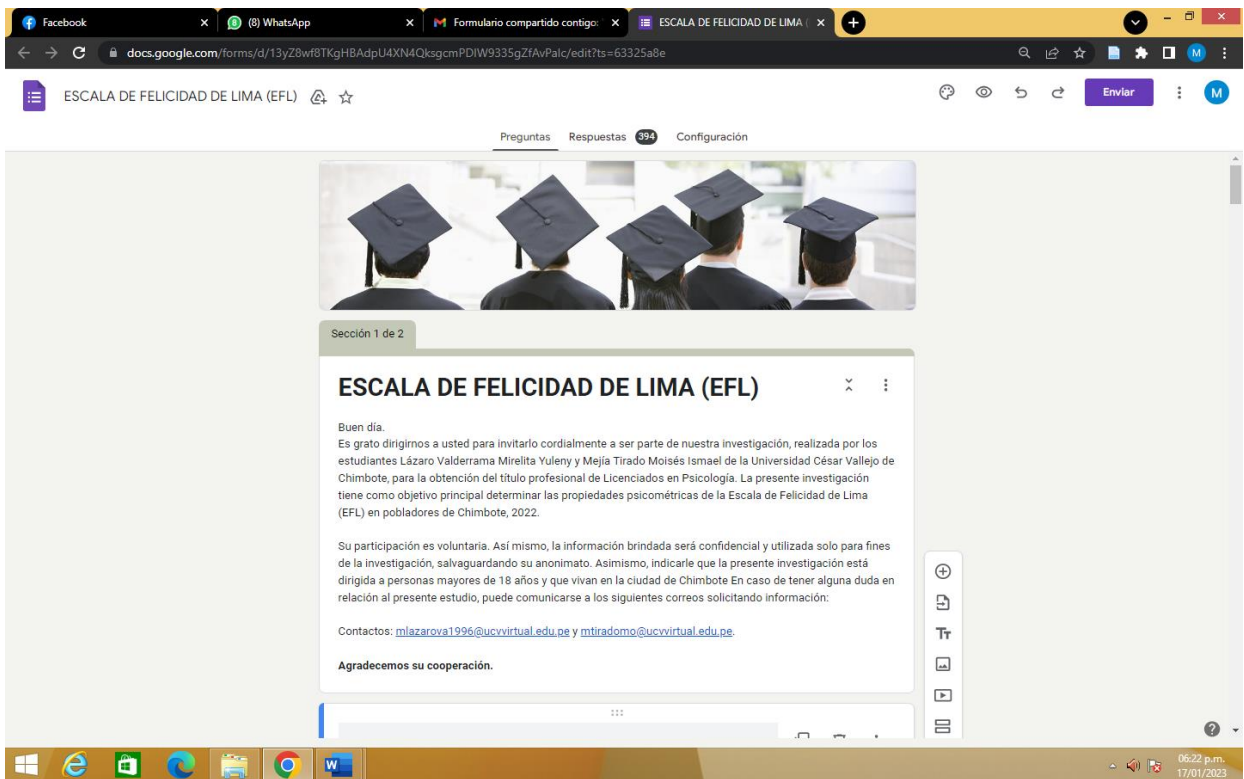 Facebook
(8) WhatsApp
Formulario compartido contigo:
ESCALA DE FELICIDAD DE LIMA (
docs.google.com/forms/d/13yZ8wf8TKgHBAdpU4XN4QksgcmPDIW9335gZfAvPalc/edit?ts=63325a8e
M
ESCALA DE FELICIDAD DE LIMA (EFL)
Enviar
M
Preguntas Respuestas 394 Configuración
Sección 1 de 2
ESCALA DE FELICIDAD DE LIMA (EFL)
Buen día.
Es grato dirigirnos a usted para invitarlo cordialmente a ser parte de nuestra investigación, realizada por los
estudiantes Lázaro Valderrama Mirelita Yuleny y Mejía Tirado Moisés Ismael de la Universidad César Vallejo de
Chimbote, para la obtención del título profesional de Licenciados en Psicología. La presente investigación
tiene como objetivo principal determinar las propiedades psicométricas de la Escala de Felicidad de Lima
(EFL) en pobladores de Chimbote, 2022.
Su participación es voluntaria. Así mismo, la información brindada será confidencial y utilizada solo para fines
de la investigación, salvaguardando su anonimato. Asimismo, indicarle que la presente investigación está
dirigida a personas mayores de 18 años y que vivan en la ciudad de Chimbote En caso de tener alguna duda en
relación al presente estudio, puede comunicarse a los siguientes correos solicitando información:
Contactos: mlazarova1996@ucvvirtual.edu.pe y mtiradomo@ucvvirtual.edu.pe.
Agradecemos su cooperación.
Tт
06:22 p.m.
17/01/2023